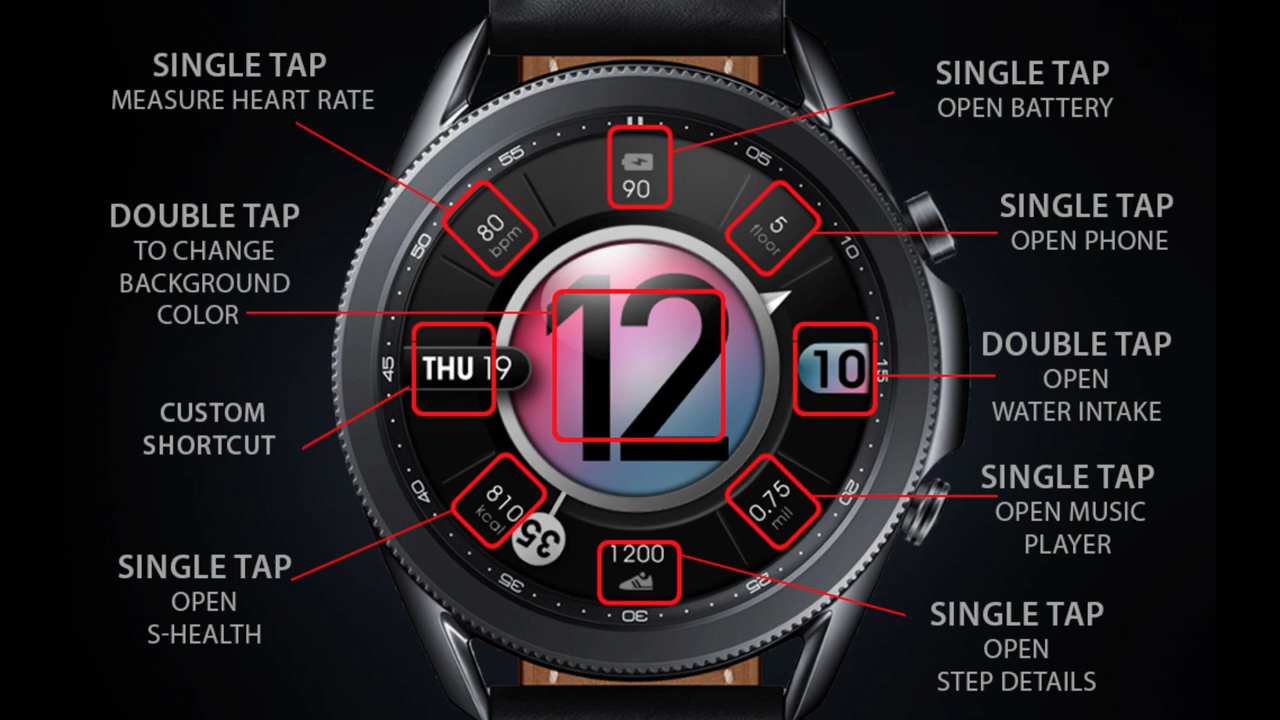 SINGLE TAP
MEASURE HEART RATE
DOUBLE TAP
TO CHANGE
BACKGROUND
COLOR
CUSTOM
SHORTCUT
SINGLE TAP
OPEN
S-HEALTH
55
05
50
10
45
15
40
20
35
25
30
90
80
bpm
5
floor
12
THU 19
10
810
kcal
35
0.75
mil
1200
SINGLE TAP
OPEN BATTERY
SINGLE TAP
OPEN PHONE
DOUBLE TAP
OPEN
WATER INTAKE
SINGLE TAP
OPEN MUSIC
PLAYER
SINGLE TAP
OPEN
STEP DETAILS